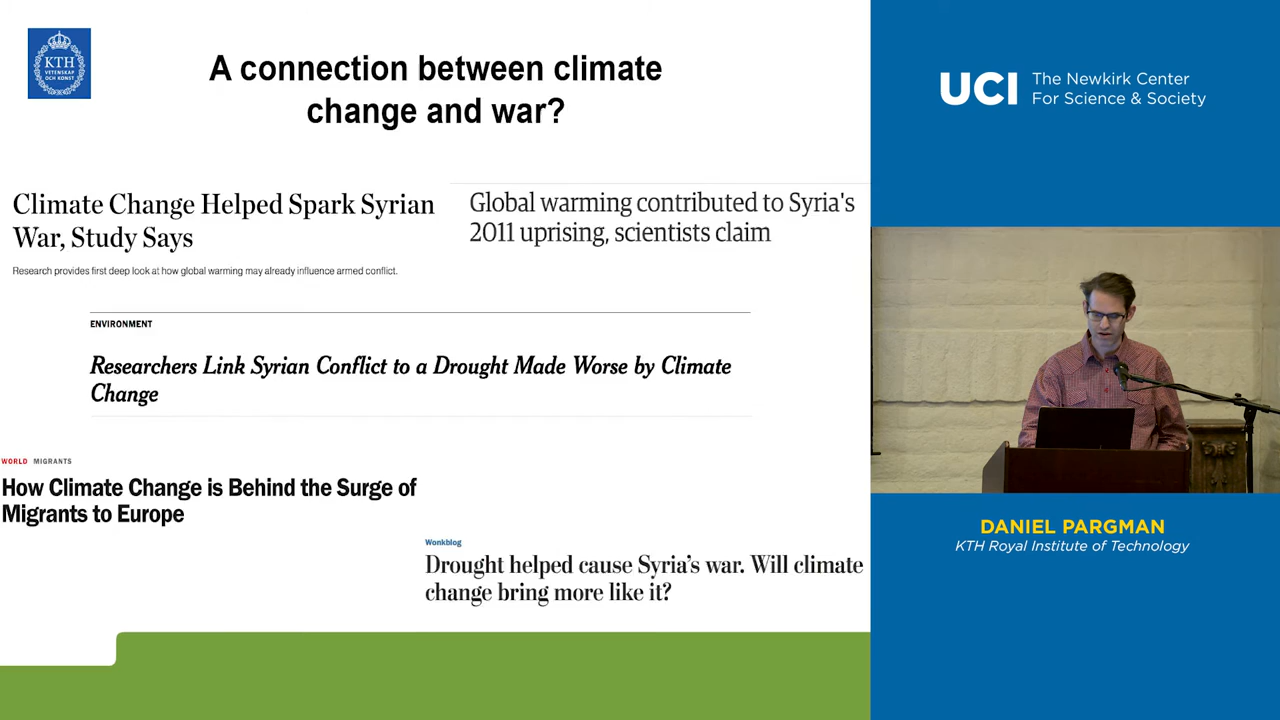 KTH
VETENSKAP
OCH KONST
A connection between climate
change and war?
Climate Change Helped Spark Syrian
War, Study Says
Research provides first deep look at how global warming may already influence armed conflict.
Global warming contributed to Syria's
2011 uprising, scientists claim
ENVIRONMENT
Researchers Link Syrian Conflict to a Drought Made Worse by Climate
Change
WORLD MIGRANTS
How Climate Change is Behind the Surge of
Migrants to Europe
Wonkblog
Drought helped cause Syria’s war. Will climate
change bring more like it?
UCI
The Newkirk Center
For Science & Society
DANIEL PARGMAN
KTH Royal Institute of Technology